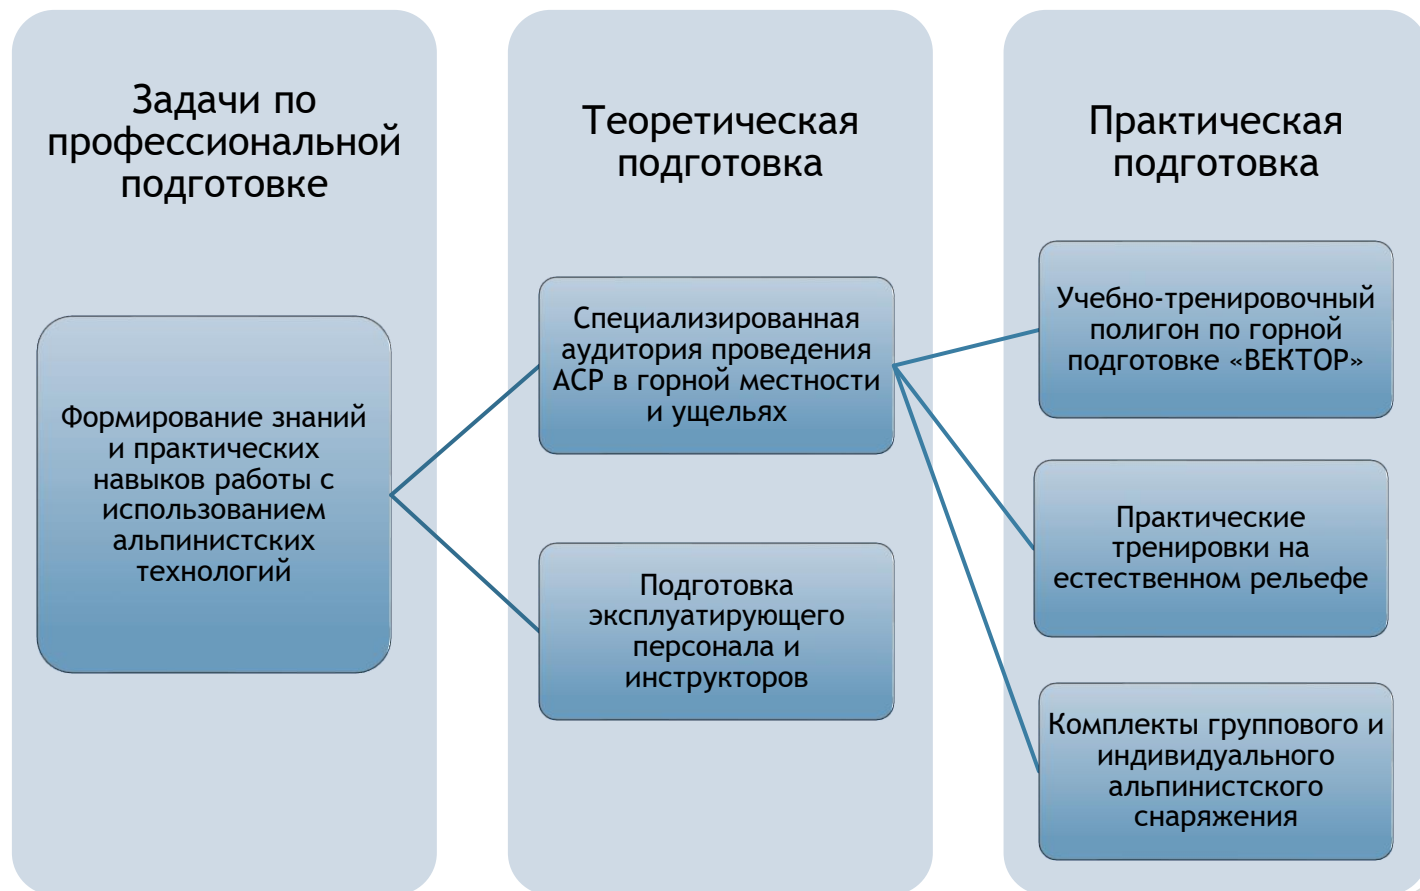 Задачи по
профессиональной
подготовке
Формирование знаний
и практических
навыков работы с
использованием
альпинистских
технологий
Теоретическая
подготовка
Специализированная
аудитория проведения
АСР в горной местности
и ущельях
Подготовка
эксплуатирующего
персонала и
инструкторов
Практическая
подготовка
Учебно-тренировочный
полигон по горной
подготовке «ВЕКТОР»
Практические
тренировки на
естественном рельефе
Комплекты группового и
индивидуального
альпинистского
снаряжения